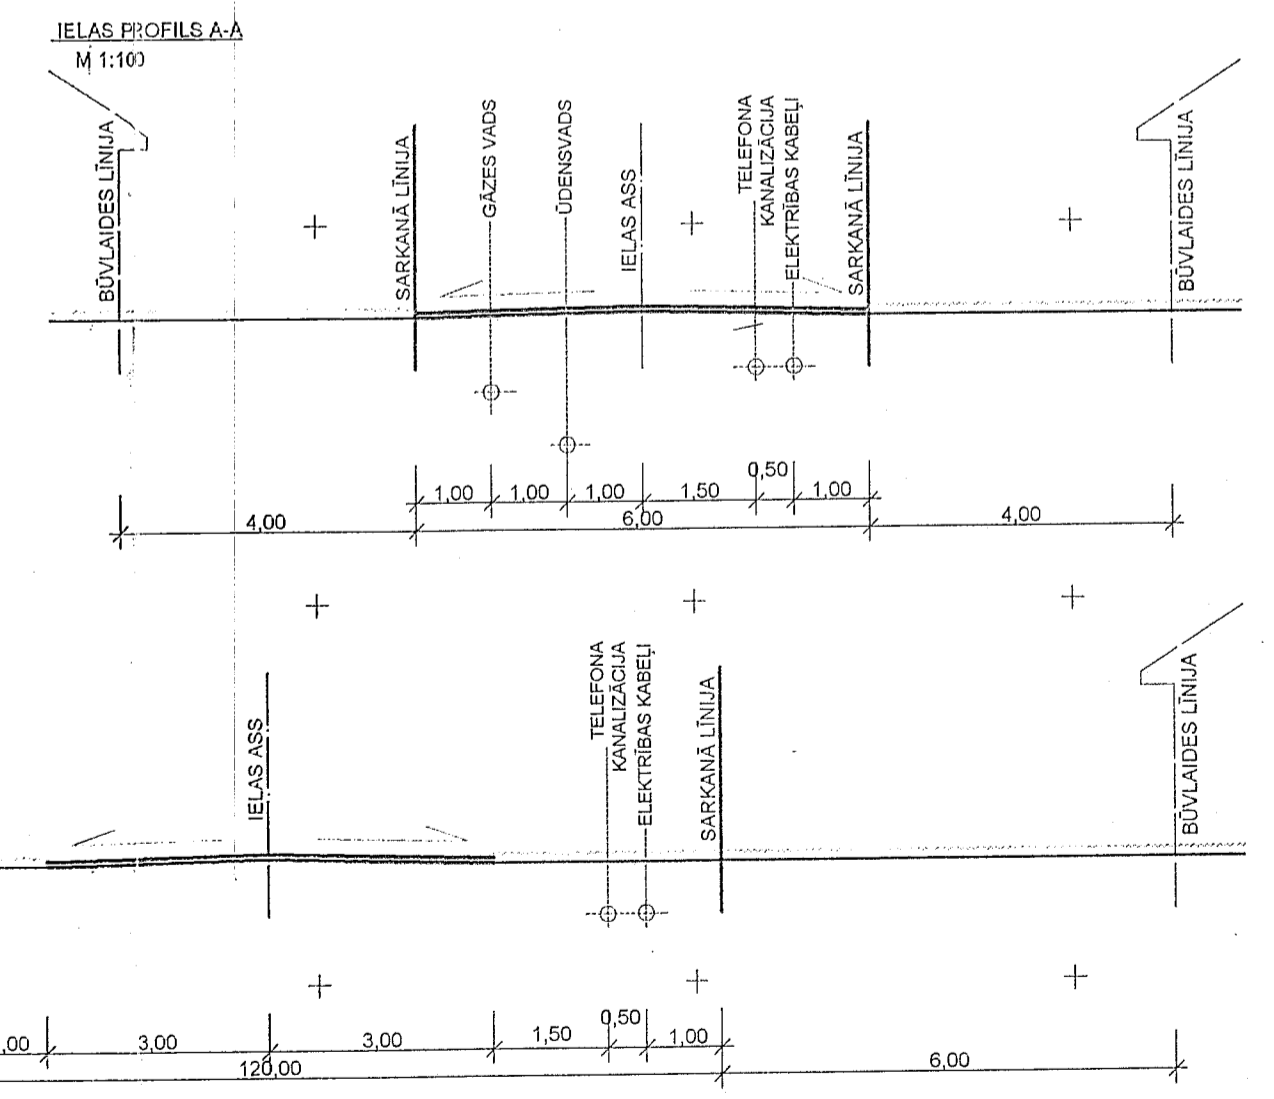 IELAS PROFILS A-A
M 1:100
BŪVLAIDES LĪNIJA
SARKANĀ LĪNIJA
GĀZES VADS
ŪDENSVADS
IELAS ASS
TELEFONA
KANALIZĀCIJA
ELEKTRĪBAS KABEĻI
SARKANĀ LĪNIJA
BŪVLAIDES LĪNIJA
1,00
1,00
1,00
1,50
0,50
1,00
4,00
6,00
4,00
IELAS ASS
TELEFONA
KANALIZĀCIJA
ELEKTRĪBAS KABEĻI
SARKANĀ LĪNIJA
BŪVLAIDES LĪNIJA
,00
3,00
3,00
1,50
0,50
1,00
120,00
6,00